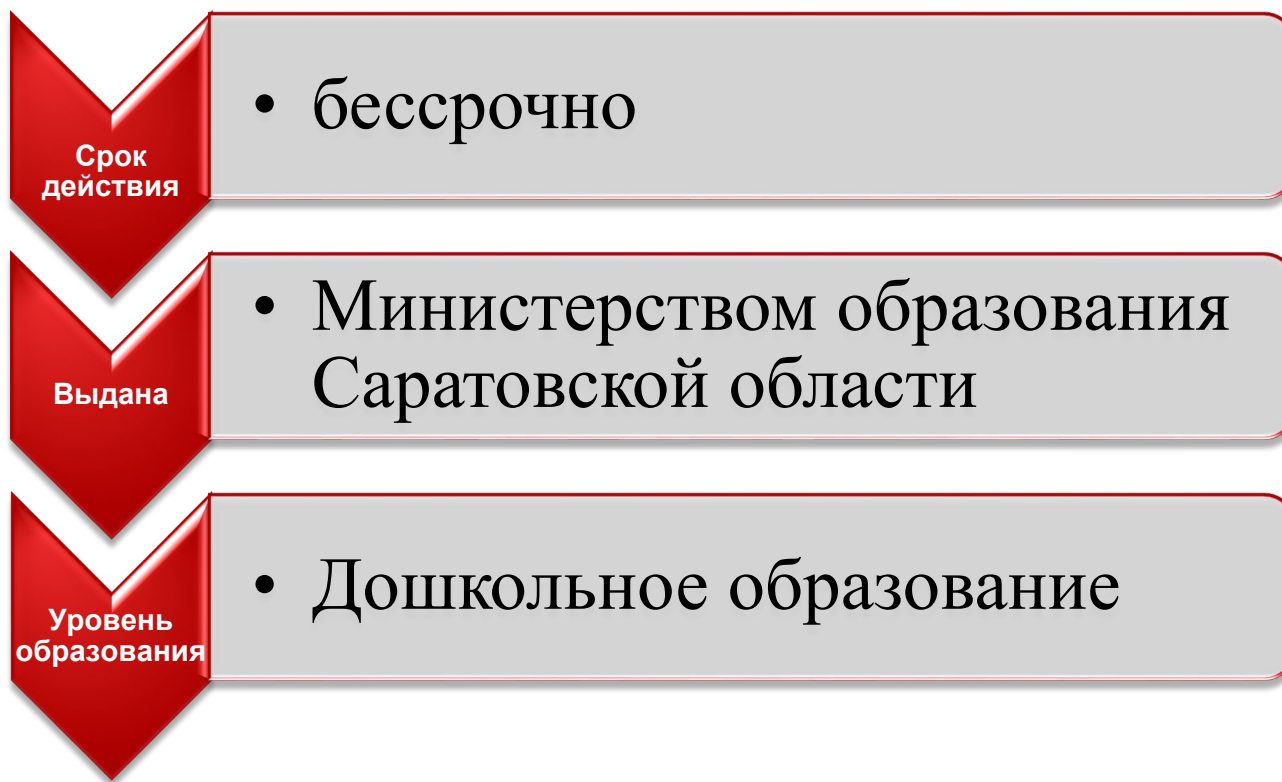 Срок
действия
• бессрочно
Выдана
• Министерством образования
Саратовской области
Уровень
образования
• Дошкольное образование